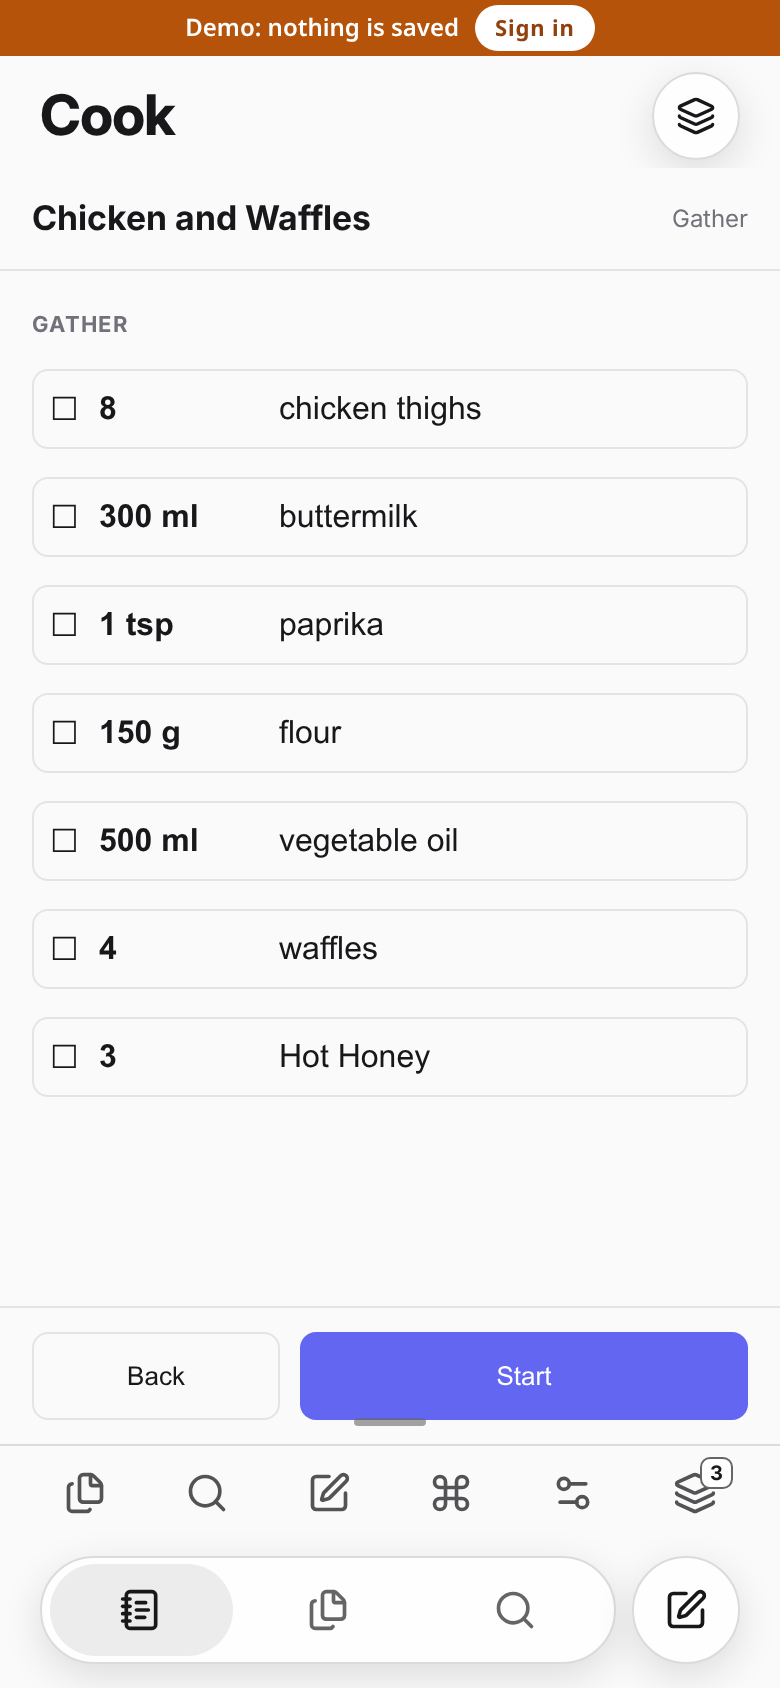 Demo: nothing is saved Sign in
Cook
Chicken and Waffles Gather
GATHER
8 chicken thighs
300 ml buttermilk
1 tsp paprika
150 g flour
500 ml vegetable oil
4 waffles
3 Hot Honey
Back Start
3